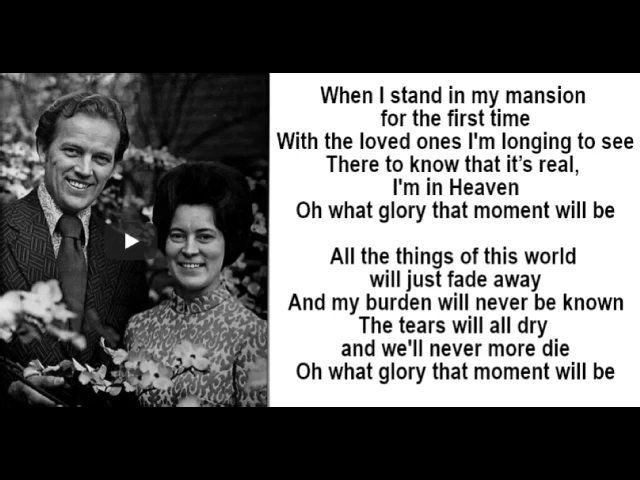 When I stand in my mansion
for the first time
With the loved ones I'm longing to see
There to know that it’s real,
I'm in Heaven
Oh what glory that moment will be
All the things of this world
will just fade away
And my burden will never be known
The tears will all dry
and we'll never more die
Oh what glory that moment will be